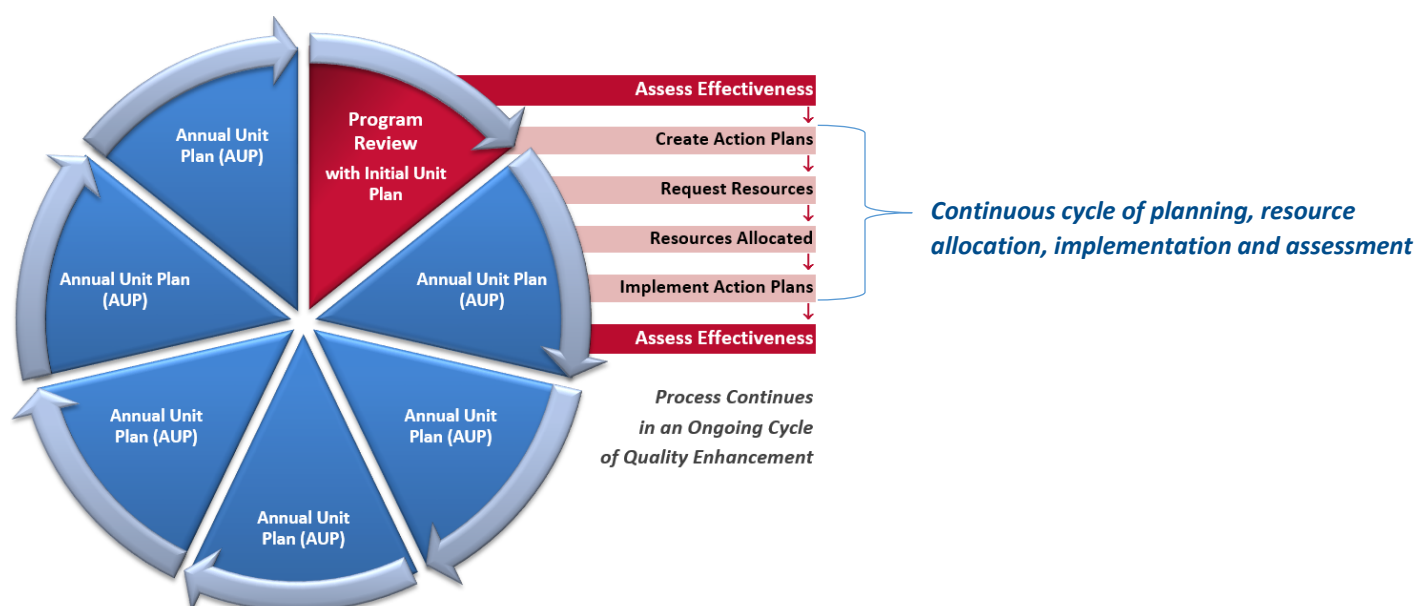 Program
Review
with Initial Unit
Plan
Annual Unit Plan
(AUP)
Annual Unit
Plan (AUP)
Annual Unit
Plan (AUP)
Annual Unit
Plan (AUP)
Annual Unit Plan
(AUP)
Annual Unit
Plan (AUP)
Assess Effectiveness
↓
Create Action Plans
↓
Request Resources
↓
Resources Allocated
↓
Implement Action Plans
↓
Assess Effectiveness
Process Continues
in an Ongoing Cycle
of Quality Enhancement
Continuous cycle of planning, resource
allocation, implementation and assessment